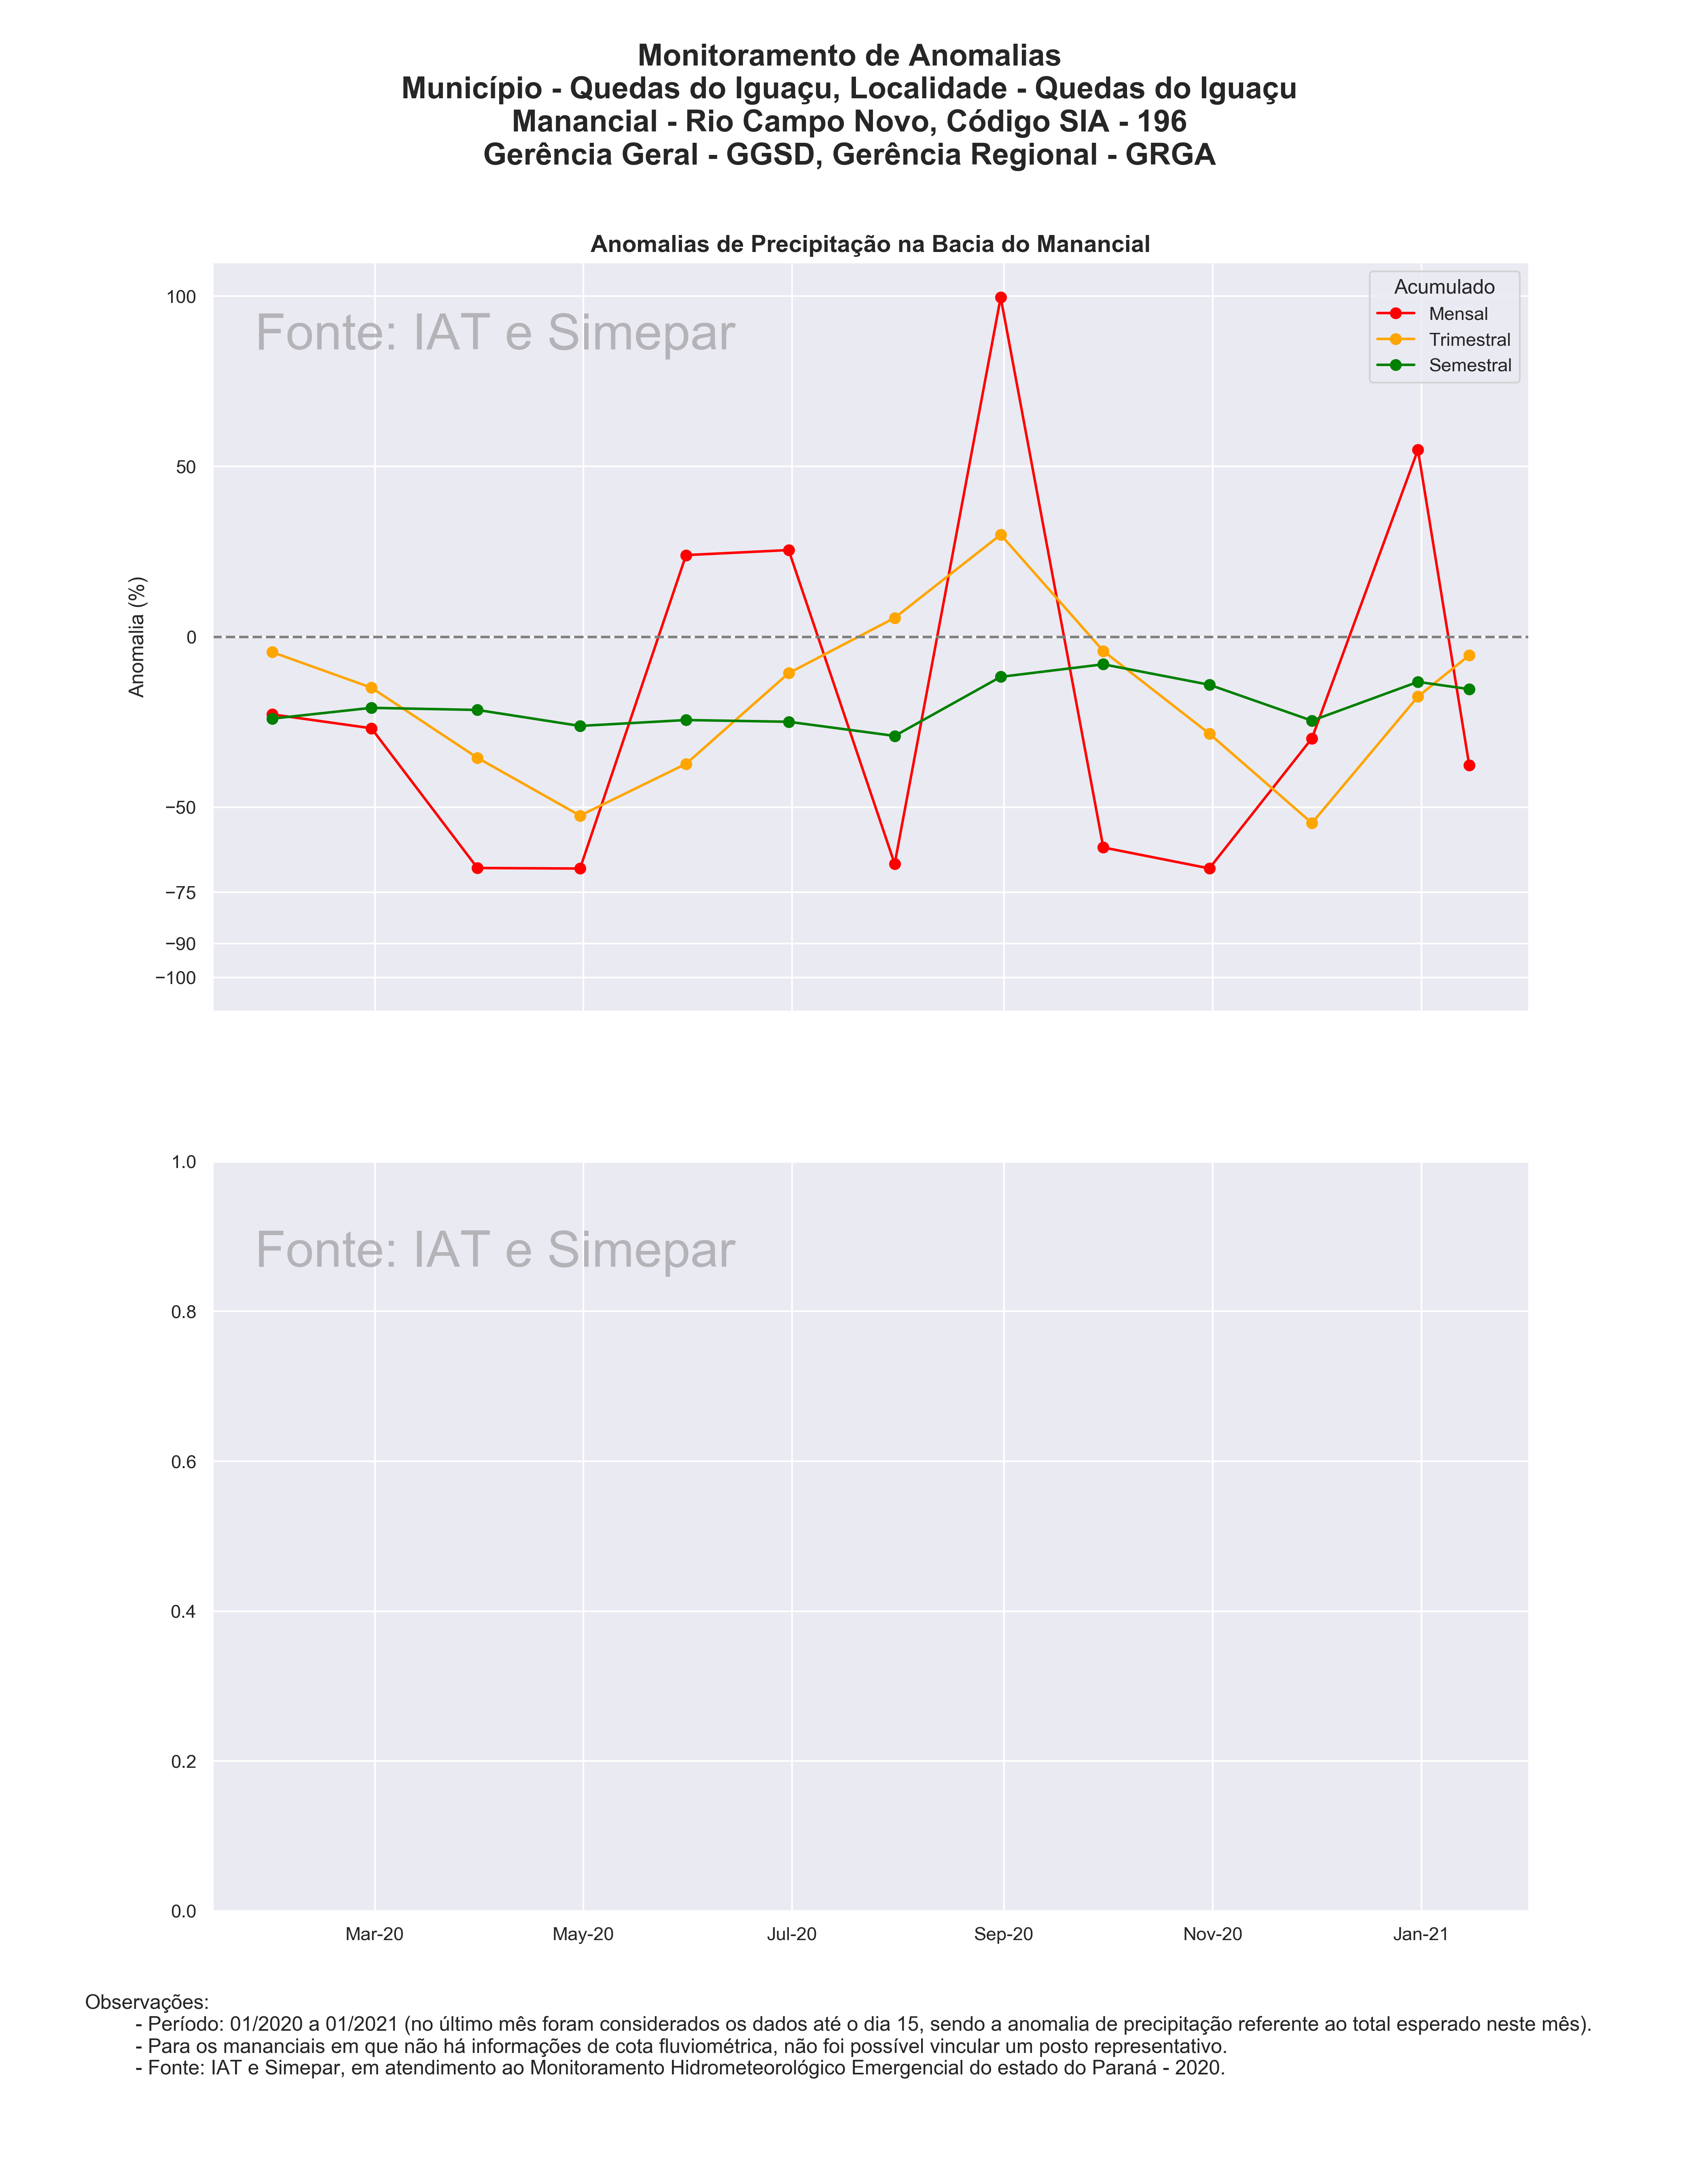 Monitoramento de Anomalias
Município - Quedas do Iguaçu, Localidade - Quedas do Iguaçu
Manancial - Rio Campo Novo, Código SIA - 196
Gerência Geral - GGSD, Gerência Regional - GRGA
Anomalias de Precipitação na Bacia do Manancial
Fonte: IAT e Simepar
Acumulado
Mensal
Trimestral
Semestral
Anomalia (%)
100
50
0
−50
−75
−90
−100
Fonte: IAT e Simepar
1.0
0.8
0.6
0.4
0.2
0.0
Mar-20 May-20 Jul-20 Sep-20 Nov-20 Jan-21
Observações:
- Período: 01/2020 a 01/2021 (no último mês foram considerados os dados até o dia 15, sendo a anomalia de precipitação referente ao total esperado neste mês).
- Para os mananciais em que não há informações de cota fluviométrica, não foi possível vincular um posto representativo.
- Fonte: IAT e Simepar, em atendimento ao Monitoramento Hidrometeorológico Emergencial do estado do Paraná - 2020.